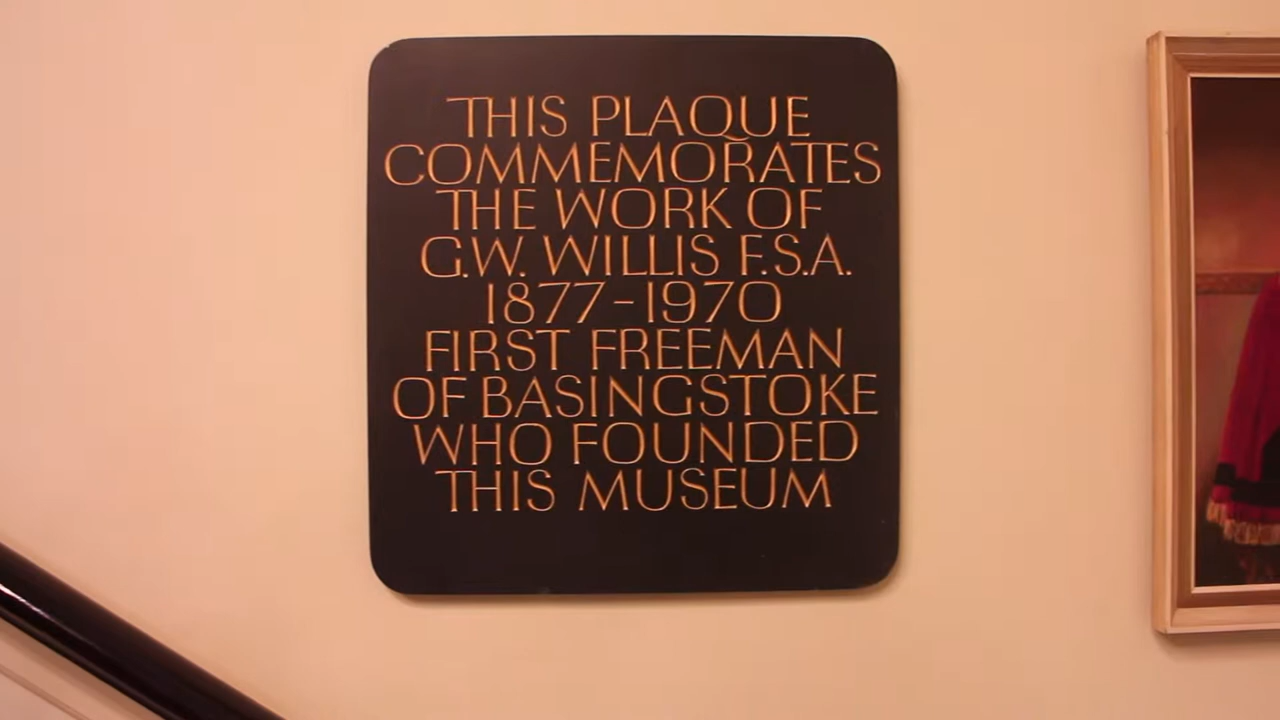 THIS PLAQUE
COMMEMORATES
THE WORK OF
G.W. WILLIS F.S.A.
1877-1970
FIRST FREEMAN
OF BASINGSTOKE
WHO FOUNDED
THIS MUSEUM